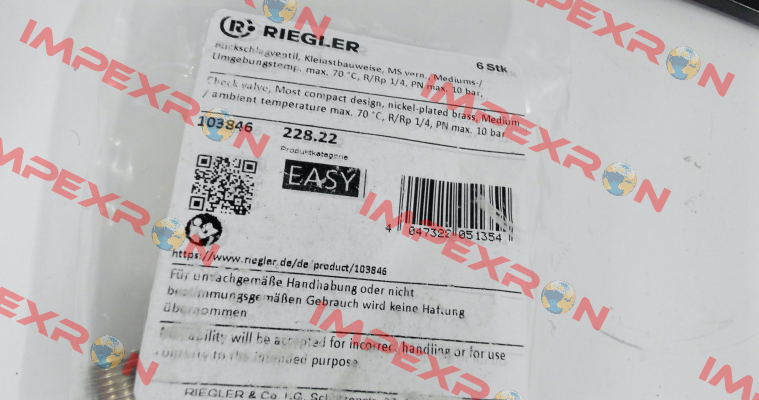 RIEGLER
6 Stk
Rückschlagventil, Kleinstbauweise, MS vern., Mediums-/
Umgebungstemp. max. 70 °C, R/Rp 1/4, PN max. 10 bar,
Check valve, Most compact design, nickel-plated brass, Medium
/ ambient temperature max. 70 °C, R/Rp 1/4, PN max. 10 bar
103846 228.22
Produktkategorie
EASY
4 047322 051354
https://www.riegler.de/de/product/103846
Für unsachgemäße Handhabung oder nicht
bestimmungsgemäßen Gebrauch wird keine Haftung
übernommen
No liability will be accepted for incorrect handling or for use
contrary to the intended purpose.
RIEGLER & Co. KG,
IMPEXRON
IMPEXRON
IMPEXRON
IMPEXRON
IMPEXRON
IMPEXRON
IMPEXRON